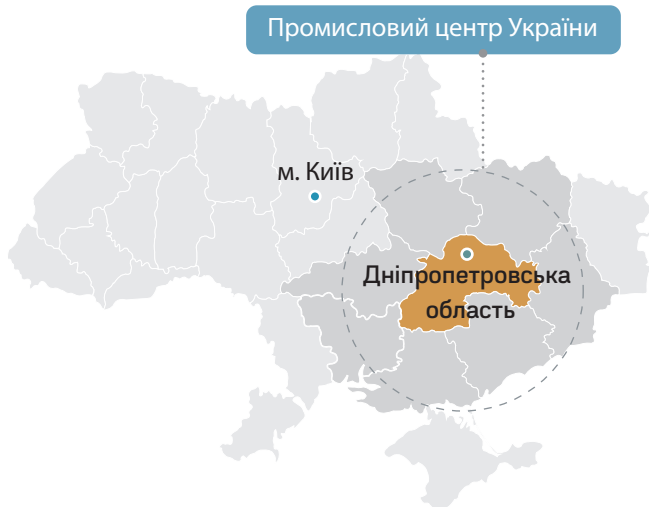 Промисловий центр України
м. Київ
Дніпропетровська
область